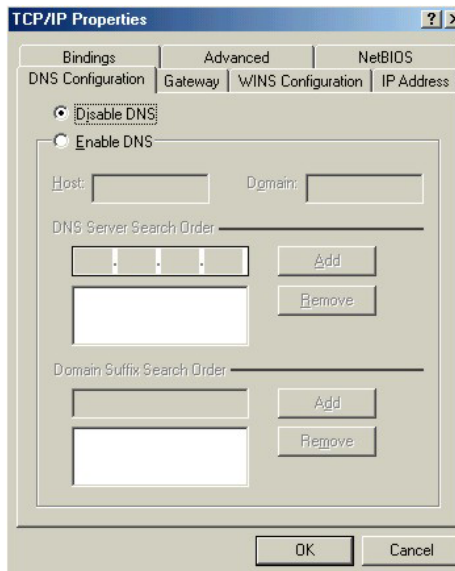 TCP/IP Properties
Bindings Advanced NetBIOS
DNS Configuration Gateway WINS Configuration IP Address
Disable DNS
Enable DNS
Host: Domain:
DNS Server Search Order
Add
Remove
Domain Suffix Search Order
Add
Remove
OK Cancel